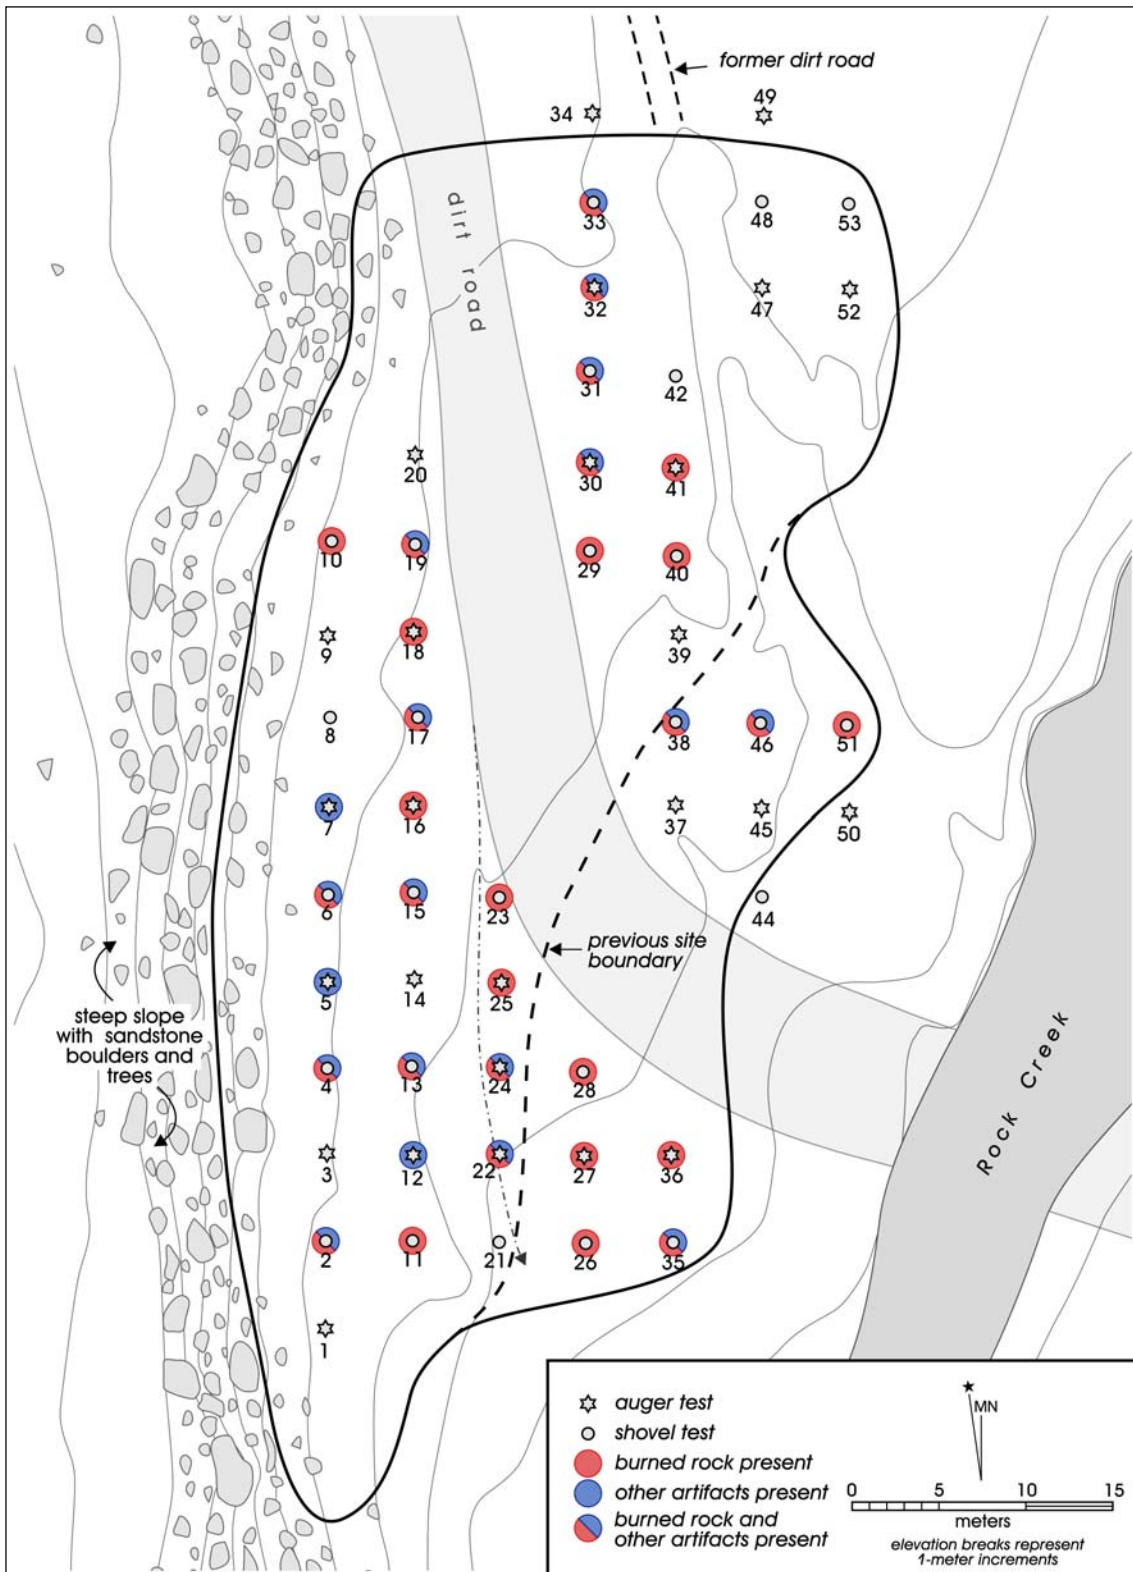 former dirt road
34
49
33
48
53
dirt road
32
47
52
31
42
20
30
41
10
19
29
40
9
18
39
8
17
38
46
51
7
16
37
45
50
6
15
23
44
previous site
boundary
5
14
25
steep slope
with sandstone
boulders and
trees
4
13
24
28
Rock Creek
3
12
22
27
36
2
11
21
26
35
1
auger test
shovel test
burned rock present
other artifacts present
burned rock and
other artifacts present
MN
0 5 10 15
meters
elevation breaks represent
1-meter increments